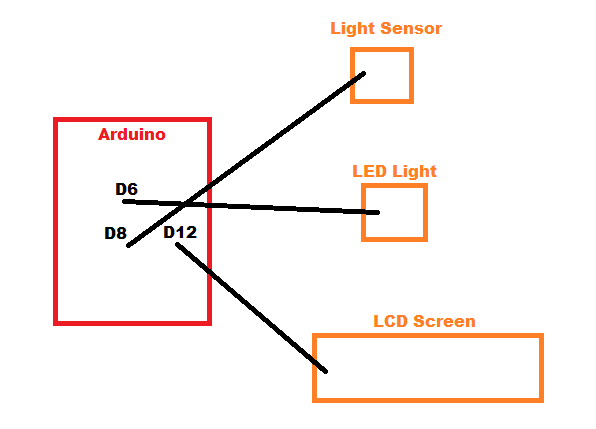 Light Sensor
Arduino
LED Light
D6
D8
D12
LCD Screen